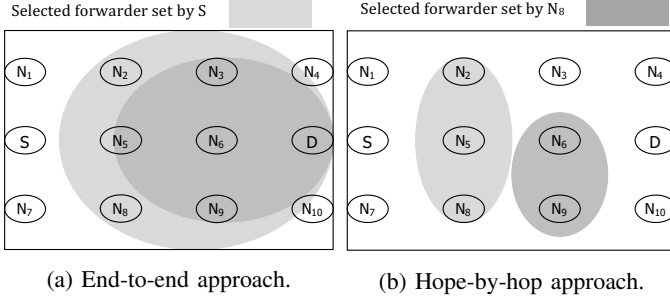 Selected forwarder set by S
Selected forwarder set by N8
N1 N2 N3 N4
S N5 N6 D
N7 N8 N9 N10
N1 N2 N3 N4
S N5 N6 D
N7 N8 N9 N10
(a) End-to-end approach.
(b) Hope-by-hop approach.